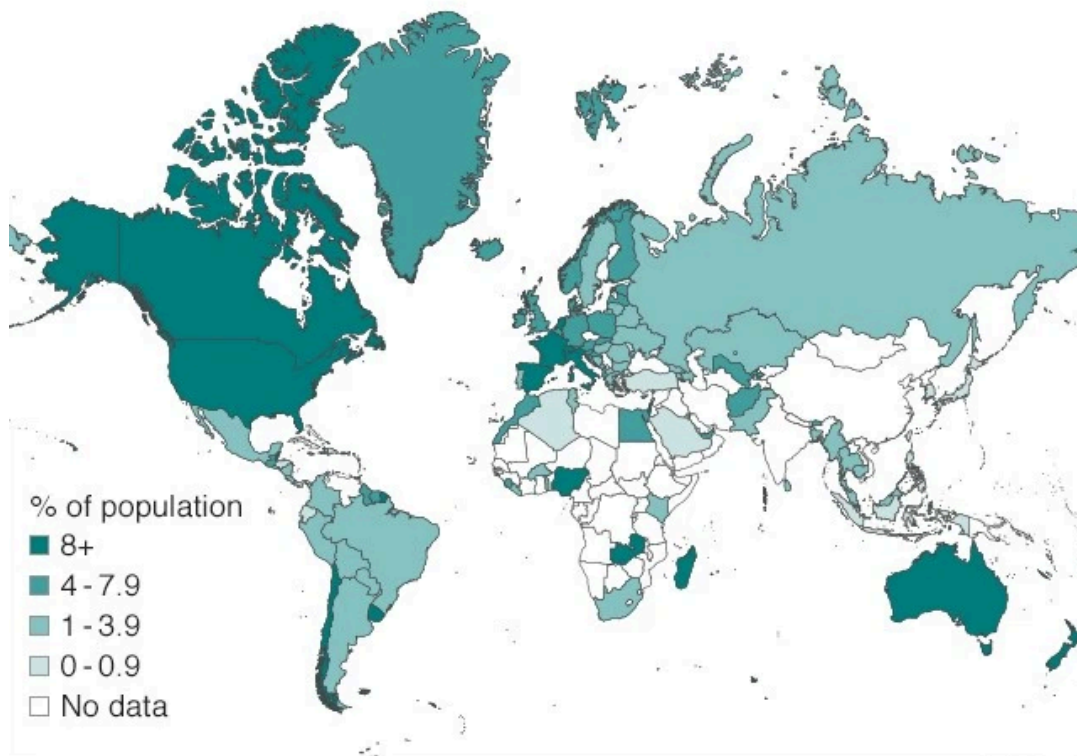 % of population
8+
4 - 7.9
1 - 3.9
0 - 0.9
No data